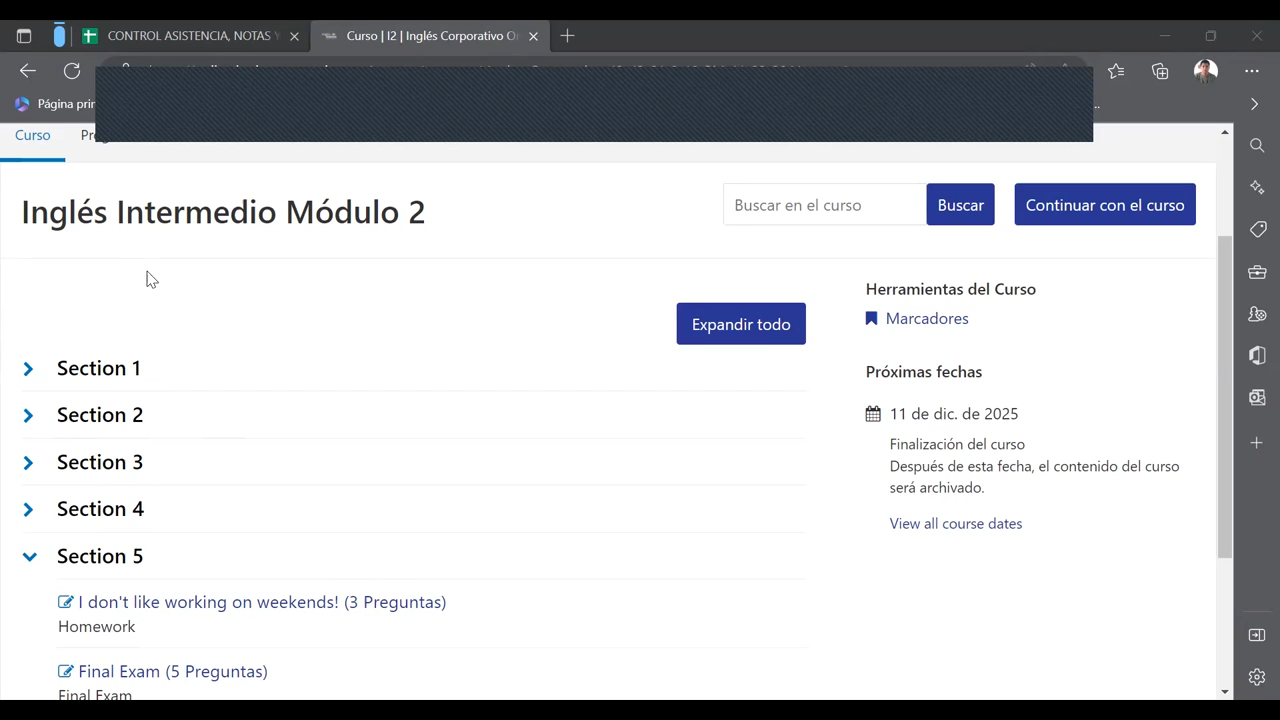 CONTROL ASISTENCIA, NOTAS Y
Curso | I2 | Inglés Corporativo O
Página prin
Curso
Inglés Intermedio Módulo 2
Buscar en el curso
Buscar
Continuar con el curso
Expandir todo
Section 1
Section 2
Section 3
Section 4
Section 5
I don't like working on weekends! (3 Preguntas)
Homework
Final Exam (5 Preguntas)
Final Exam
Herramientas del Curso
Marcadores
Próximas fechas
11 de dic. de 2025
Finalización del curso
Después de esta fecha, el contenido del curso
será archivado.
View all course dates